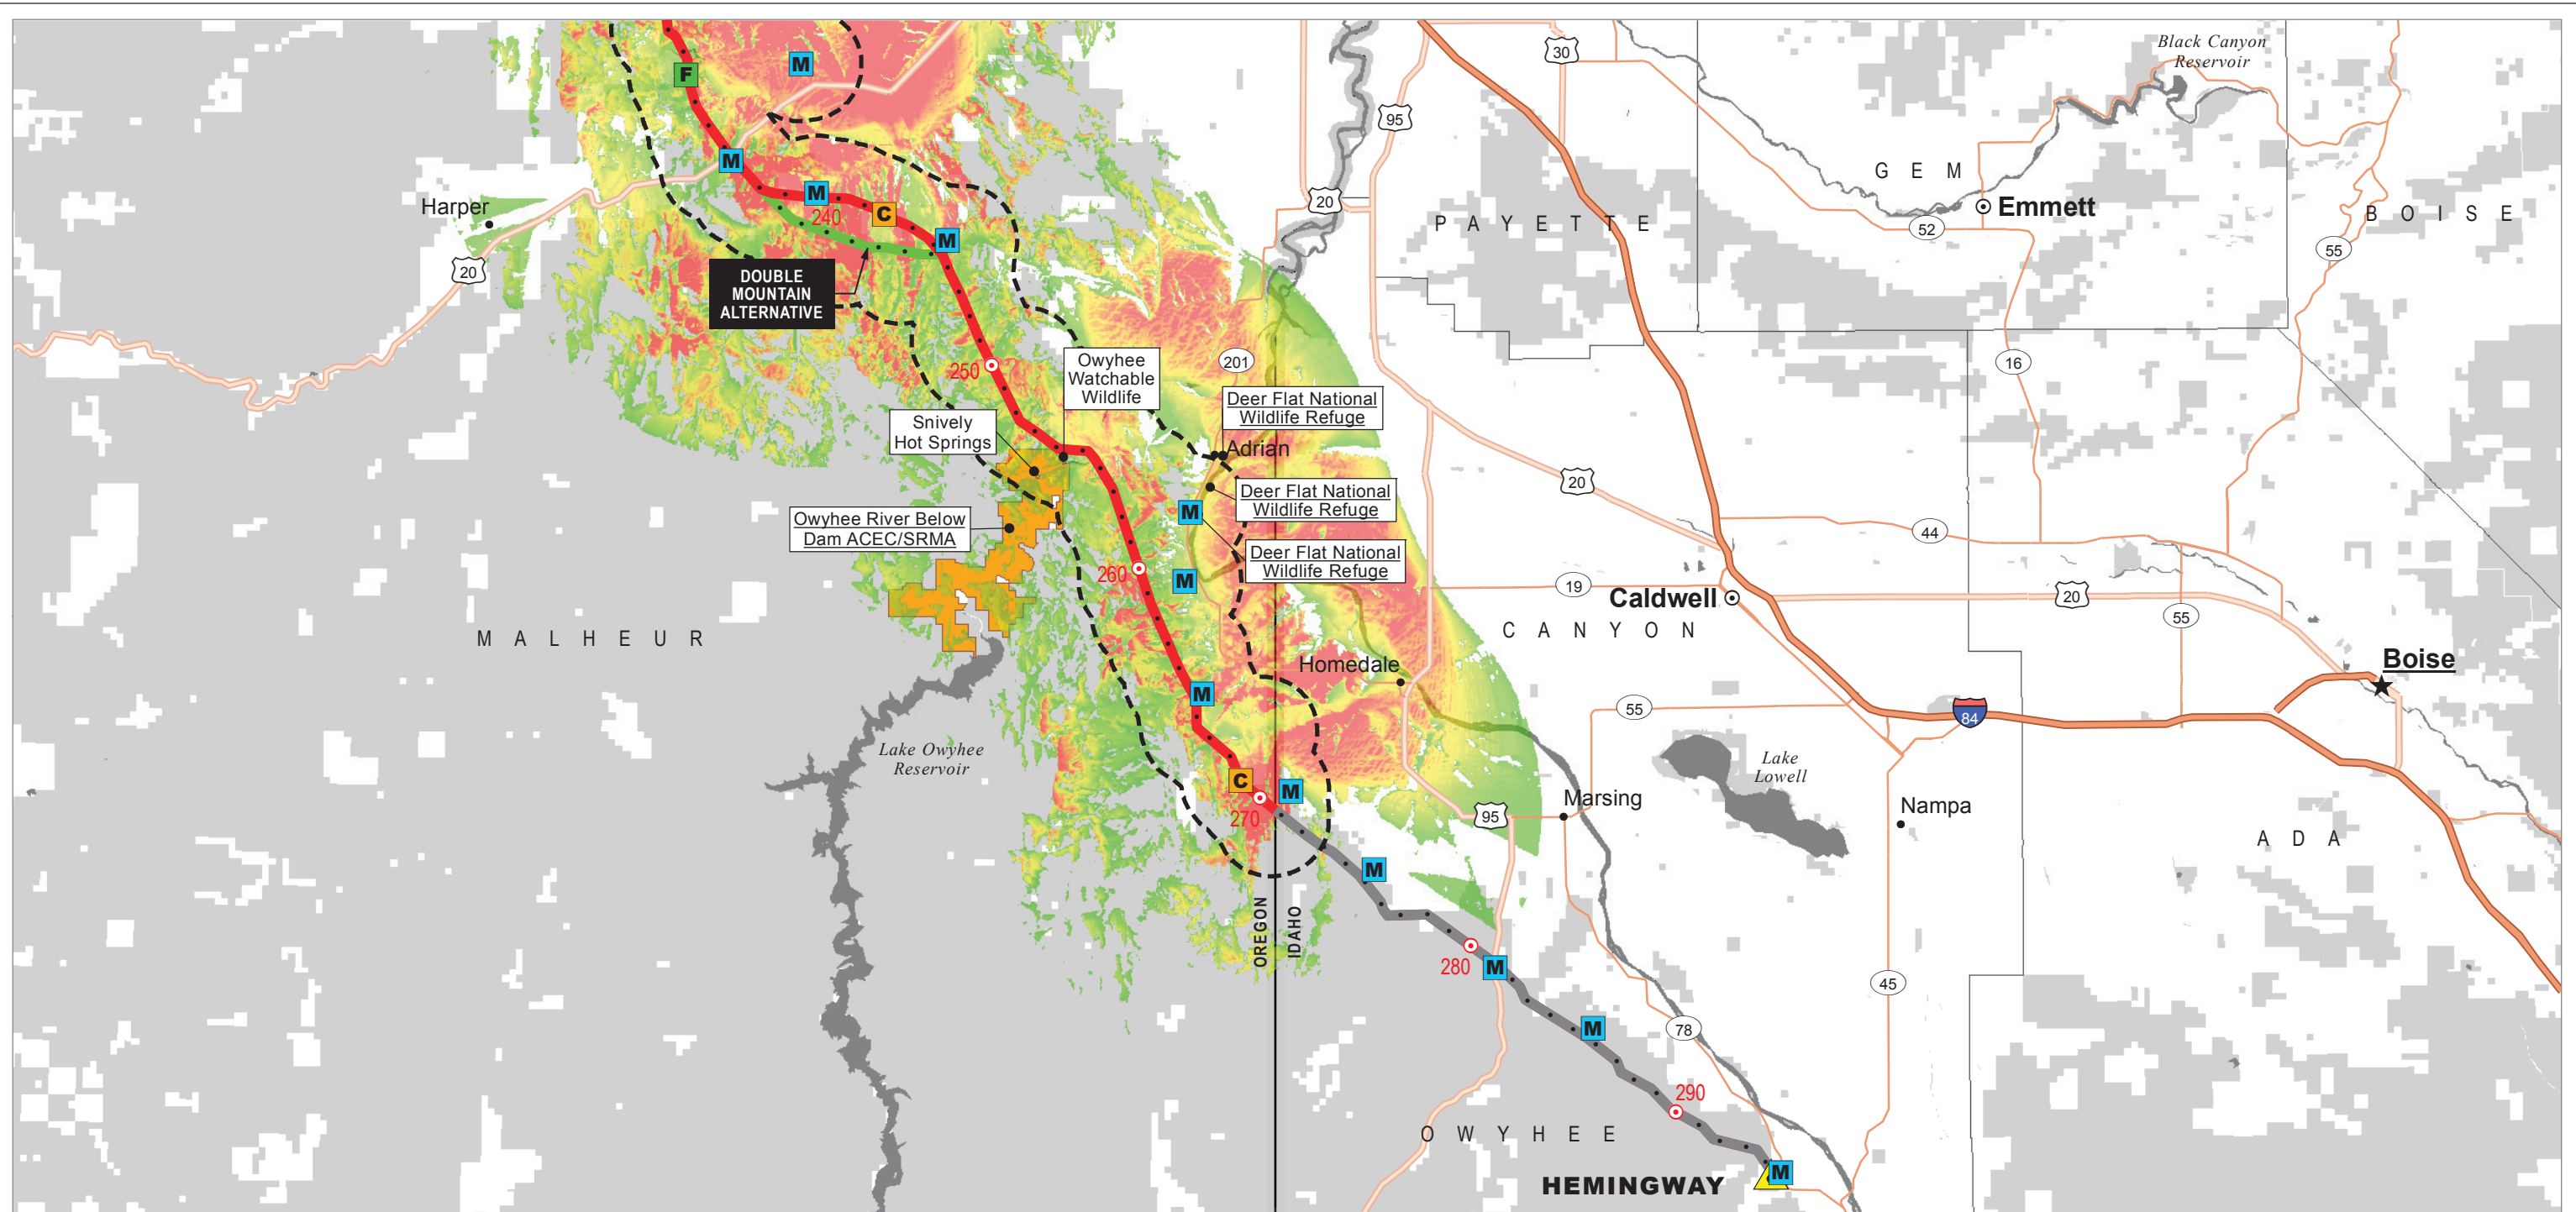 Black Canyon
Reservoir
30
F
M
95
G E M
M
M
240
C
M
20
Harper
20
P A Y E T T E
Emmett
52
B O I S E
55
DOUBLE
MOUNTAIN
ALTERNATIVE
250
Owyhee
Watchable
Wildlife
201
16
Deer Flat National
Wildlife Refuge
Snively
Hot Springs
Adrian
20
Deer Flat National
Wildlife Refuge
M
Owyhee River Below
Dam ACEC/SRMA
44
Deer Flat National
Wildlife Refuge
260
M
19
Caldwell
20
55
M A L H E U R
C A N Y O N
Homedale
Boise
M
55
84
Lake Owyhee
Reservoir
Lake
Lowell
C
M
270
95
Marsing
Nampa
A D A
M
OREGON
IDAHO
280
M
45
M
78
290
O W Y H E E
HEMINGWAY
M